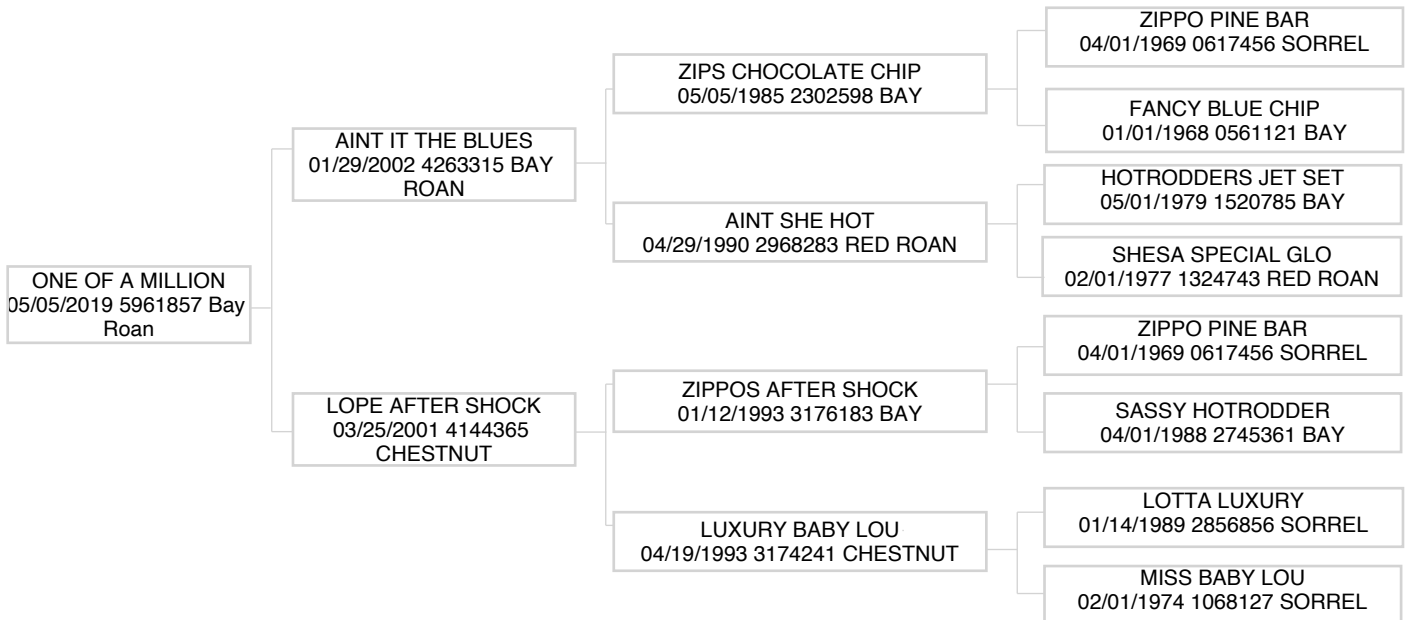 ZIPPO PINE BAR
04/01/1969 0617456 SORREL
ZIPS CHOCOLATE CHIP
05/05/1985 2302598 BAY
FANCY BLUE CHIP
01/01/1968 0561121 BAY
AINT IT THE BLUES
01/29/2002 4263315 BAY
ROAN
HOTRODDERS JET SET
05/01/1979 1520785 BAY
AINT SHE HOT
04/29/1990 2968283 RED ROAN
SHESA SPECIAL GLO
02/01/1977 1324743 RED ROAN
ONE OF A MILLION
05/05/2019 5961857 Bay
Roan
ZIPPO PINE BAR
04/01/1969 0617456 SORREL
ZIPPOS AFTER SHOCK
01/12/1993 3176183 BAY
SASSY HOTRODDER
04/01/1988 2745361 BAY
LOPE AFTER SHOCK
03/25/2001 4144365
CHESTNUT
LOTTA LUXURY
01/14/1989 2856856 SORREL
LUXURY BABY LOU
04/19/1993 3174241 CHESTNUT
MISS BABY LOU
02/01/1974 1068127 SORREL